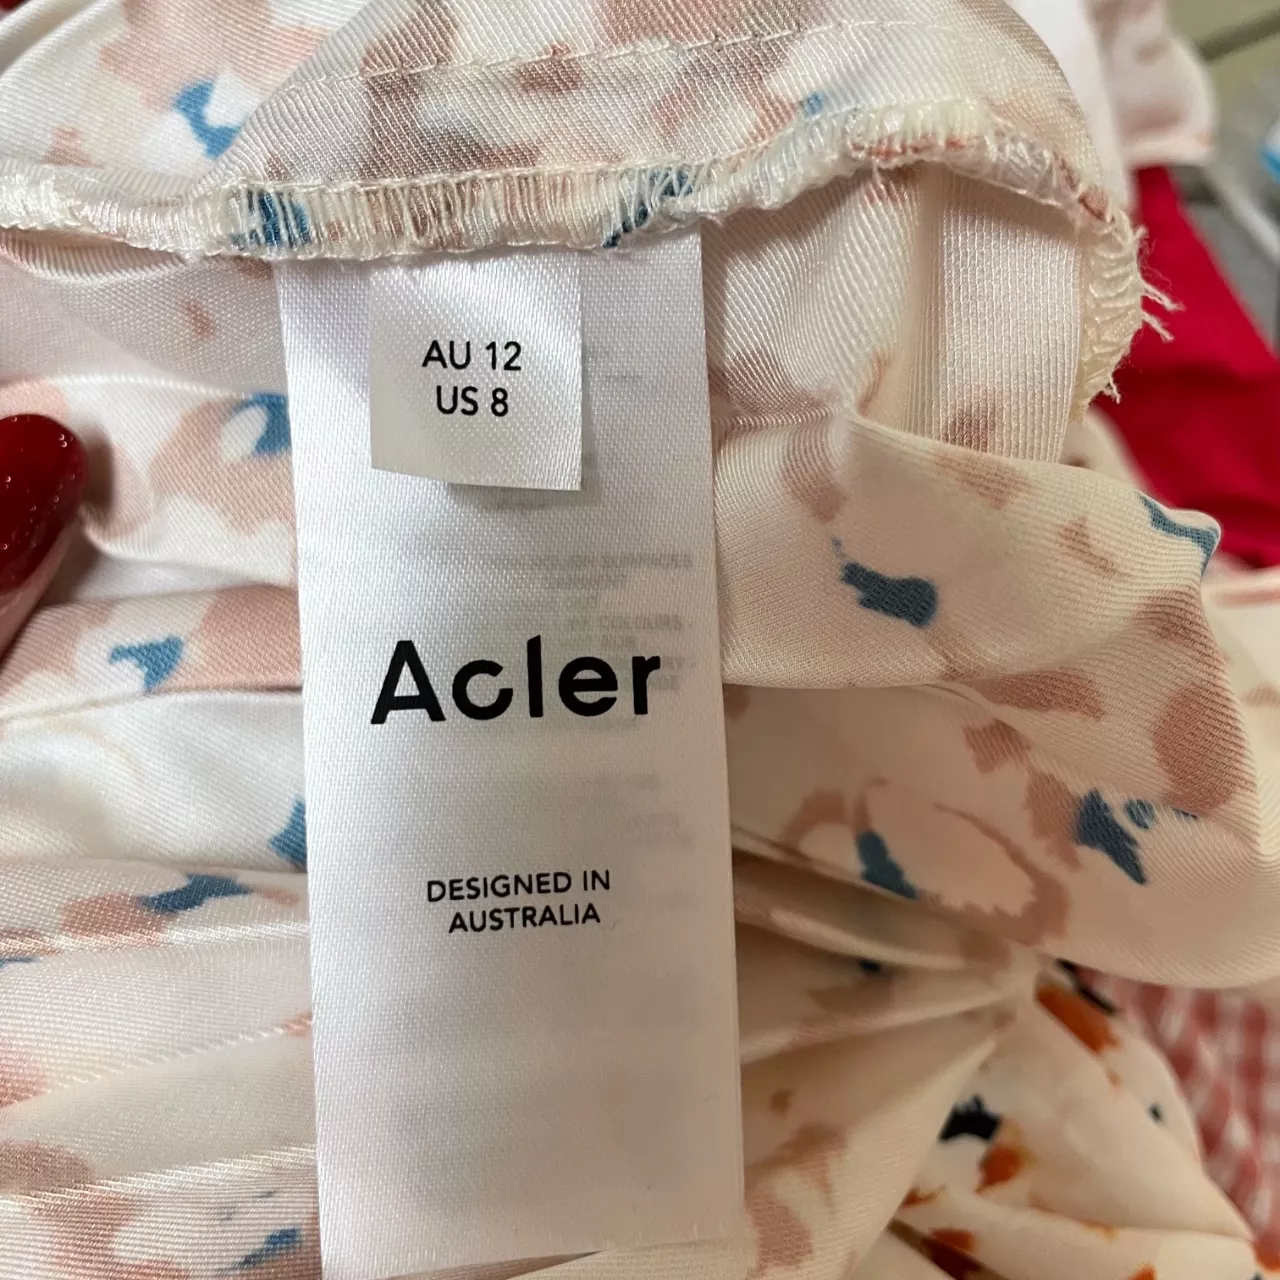 AU 12
US 8
Acler
DESIGNED IN
AUSTRALIA